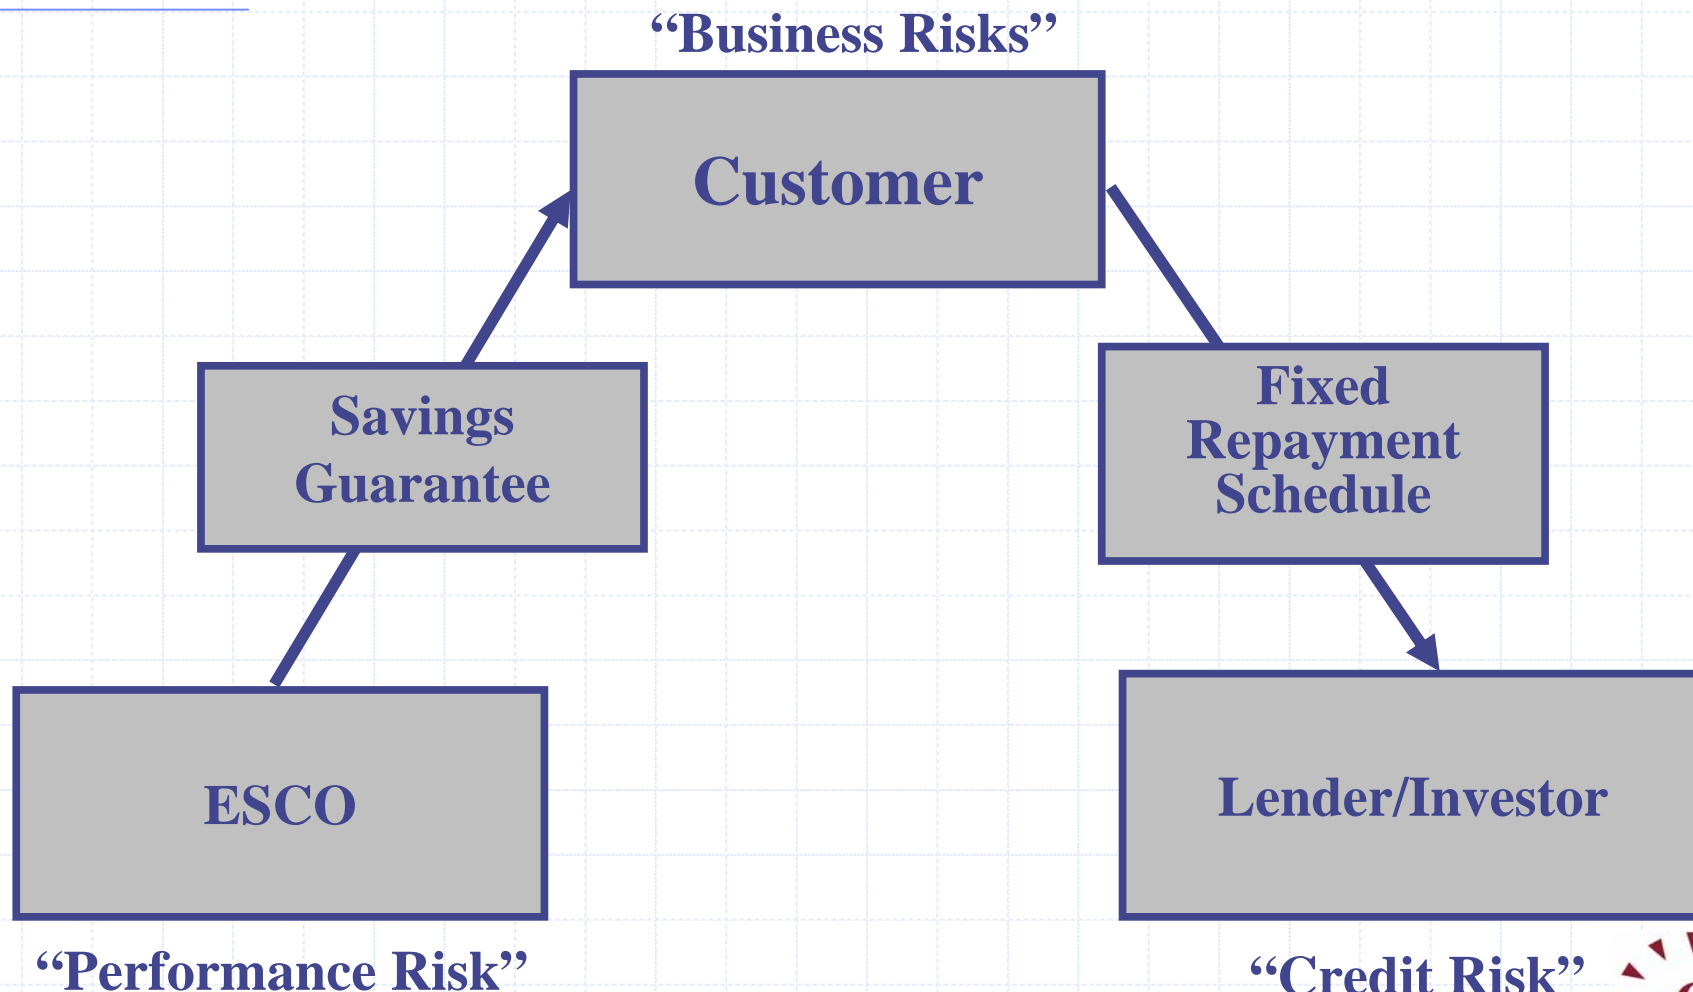 “Business Risks”
Customer
Savings
Guarantee
Fixed
Repayment
Schedule
ESCO
Lender/Investor
“Performance Risk”
“Credit Risk”